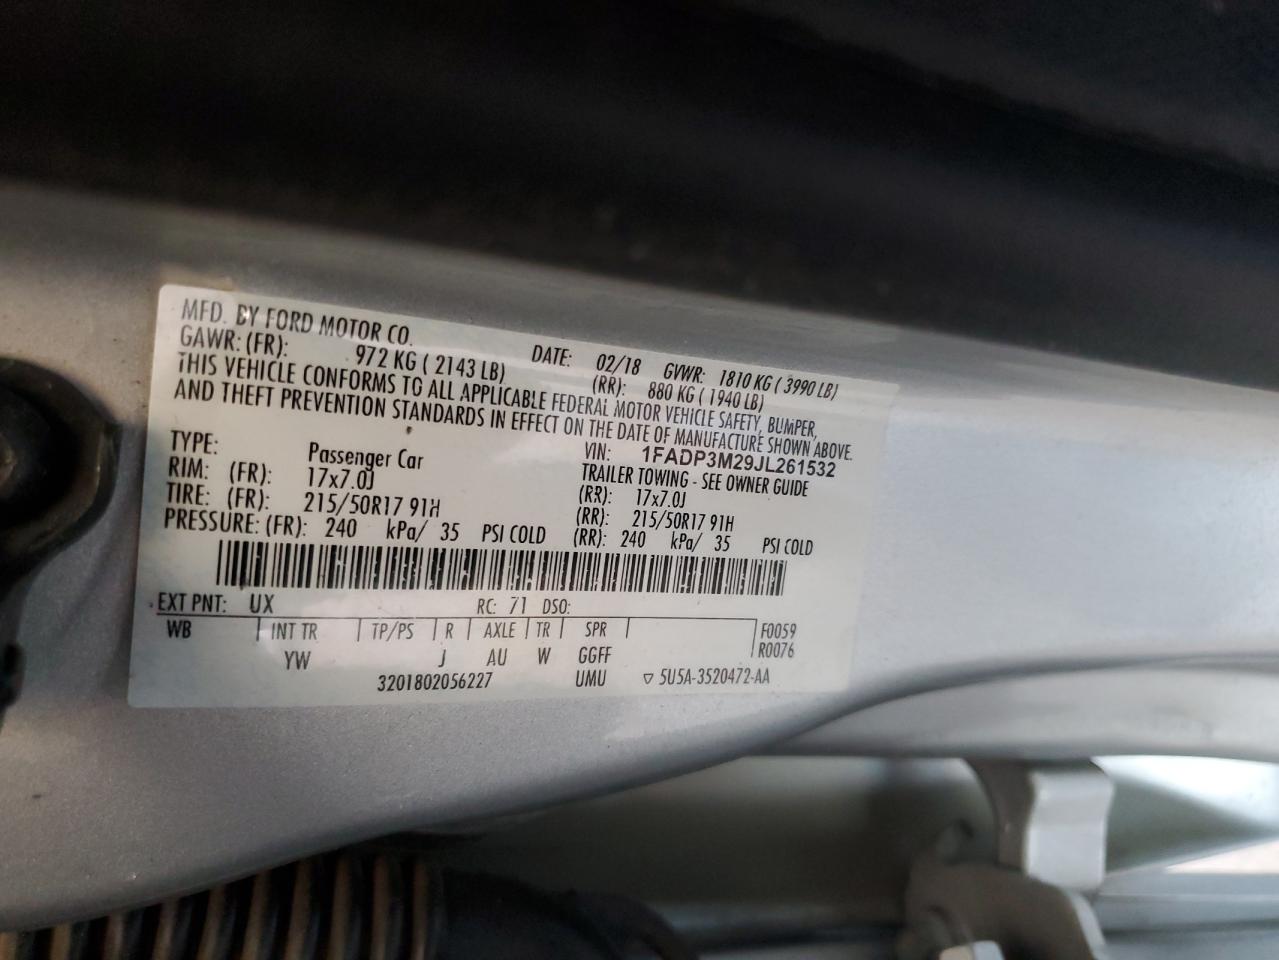 MFD. BY FORD MOTOR CO.
DATE: 02/18 GVWR: 1810 KG ( 3990 LB)
GAWR: (FR): 972 KG ( 2143 LB) (RR): 880 KG ( 1940 LB)
THIS VEHICLE CONFORMS TO ALL APPLICABLE FEDERAL MOTOR VEHICLE SAFETY, BUMPER,
AND THEFT PREVENTION STANDARDS IN EFFECT ON THE DATE OF MANUFACTURE SHOWN ABOVE.
VIN: 1FADP3M29JL261532
TYPE: Passenger Car TRAILER TOWING - SEE OWNER GUIDE
RIM: (FR): 17x7.0J (RR): 17x7.0J
TIRE: (FR): 215/50R17 91H (RR): 215/50R17 91H
PRESSURE: (FR): 240 kPa/ 35 PSI COLD (RR): 240 kPa/ 35 PSI COLD
EXT PNT: UX RC: 71 DSO:
WB INT TR TP/PS R AXLE TR SPR F0059
YW J AU W GGFF R0076
3201802056227 UMU ▽ 5U5A-3520472-AA